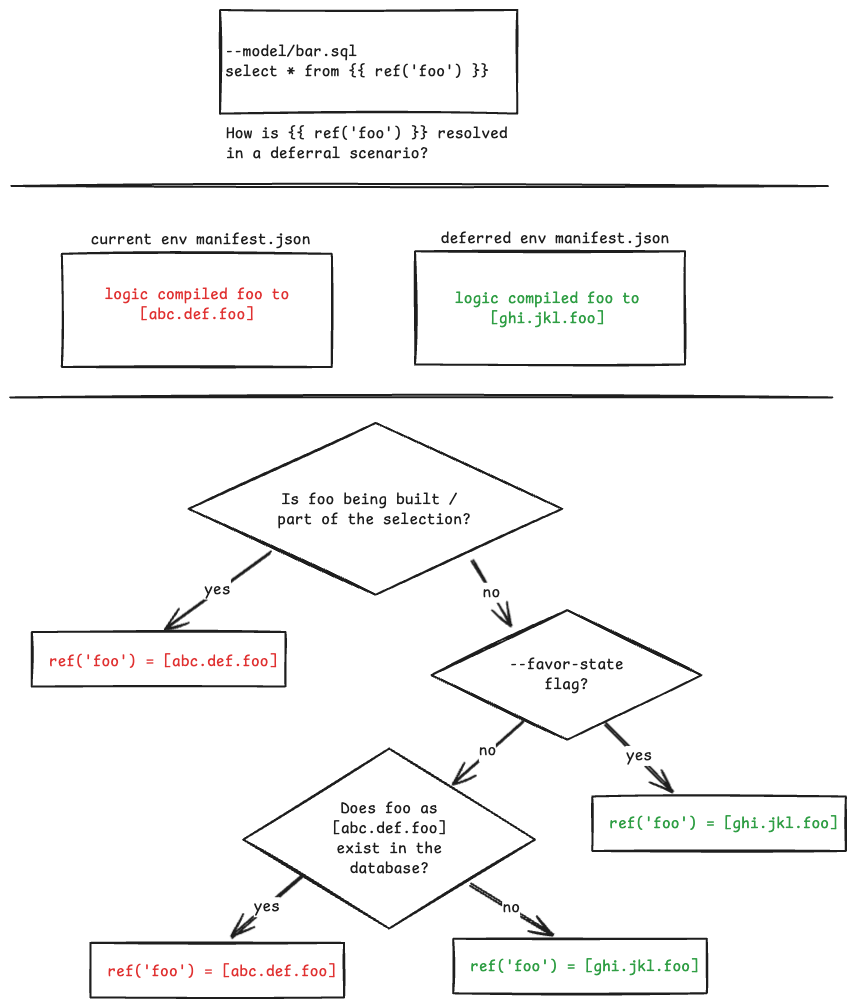 --model/bar.sql
select * from {{ ref('foo') }}
How is {{ ref('foo') }} resolved
in a deferral scenario?
current env manifest.json
deferred env manifest.json
logic compiled foo to
[abc.def.foo]
logic compiled foo to
[ghi.jkl.foo]
Is foo being built /
part of the selection?
yes
no
ref('foo') = [abc.def.foo]
--favor-state
flag?
no
yes
Does foo as
[abc.def.foo]
exist in the
database?
ref('foo') = [ghi.jkl.foo]
yes
no
ref('foo') = [abc.def.foo]
ref('foo') = [ghi.jkl.foo]